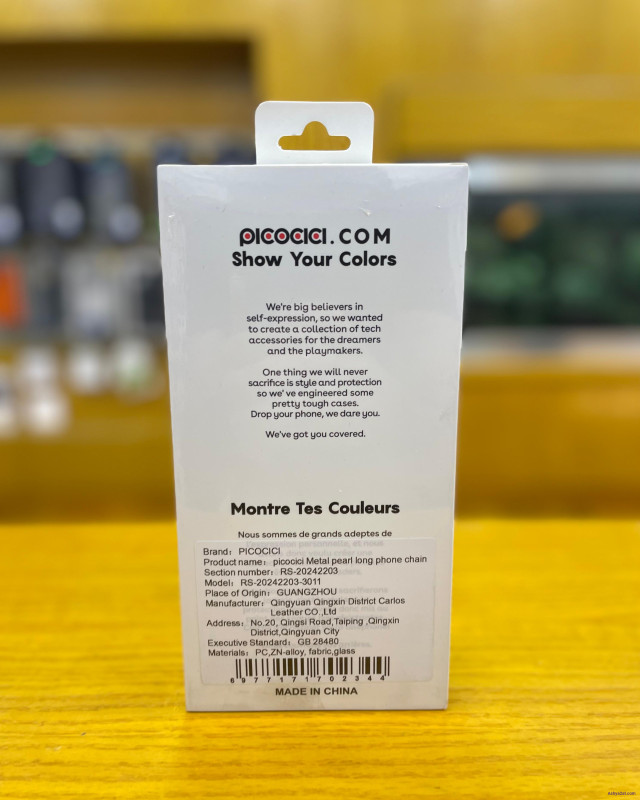 PICOCICI.COM
Show Your Colors
We're big believers in
self-expression, so we wanted
to create a collection of tech
accessories for the dreamers
and the playmakers.
One thing we will never
sacrifice is style and protection
so we've engineered some
pretty tough cases.
Drop your phone, we dare you.
We've got you covered.
Montre Tes Couleurs
Nous sommes de grands adeptes de
Brand： PICOCICI
Product name： picocici Metal pearl long phone chain
Section number： RS-20242203
Model： RS-20242203-3011
Place of Origin： GUANGZHOU
Manufacturer： Qingyuan Qingxin District Carlos
Leather CO .,Ltd
Address： No.20, Qingsi Road,Taiping ,Qingxin
District,Qingyuan City
Executive Standard： GB 28480
Materials： PC,ZN-alloy, fabric,glass
6 977171 702344
MADE IN CHINA